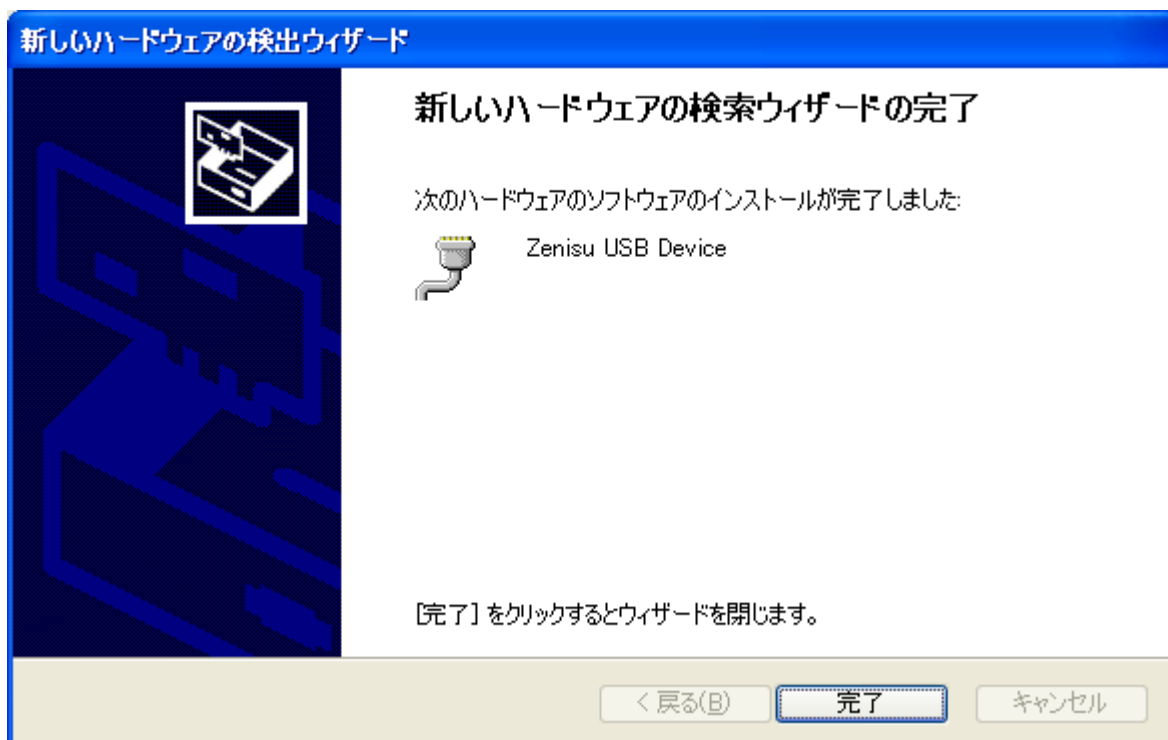 新しいハードウェアの検出ウィザード
新しいハードウェアの検索ウィザードの完了
次のハードウェアのソフトウェアのインストールが完了しました:
Zenisu USB Device
[完了] をクリックするとウィザードを閉じます。
< 戻る(B)
完了
キャンセル